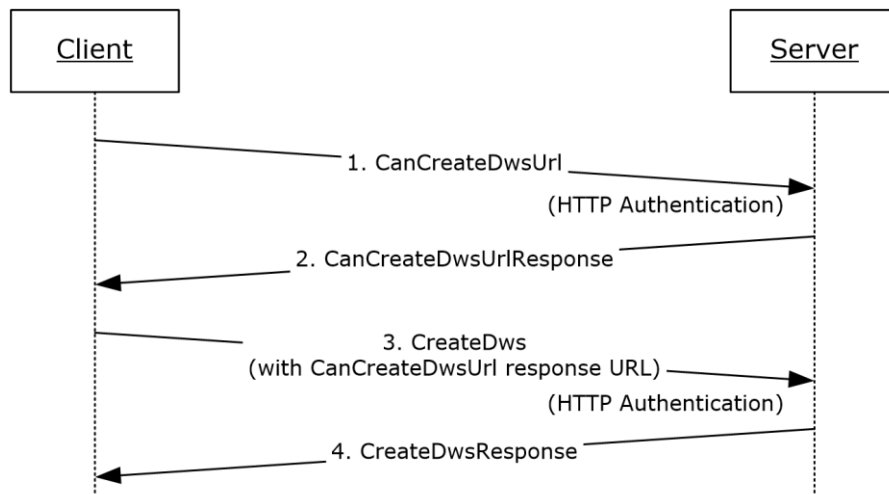 Client
Server
1. CanCreateDwsUrl
(HTTP Authentication)
2. CanCreateDwsUrlResponse
3. CreateDws
(with CanCreateDwsUrl response URL)
(HTTP Authentication)
4. CreateDwsResponse